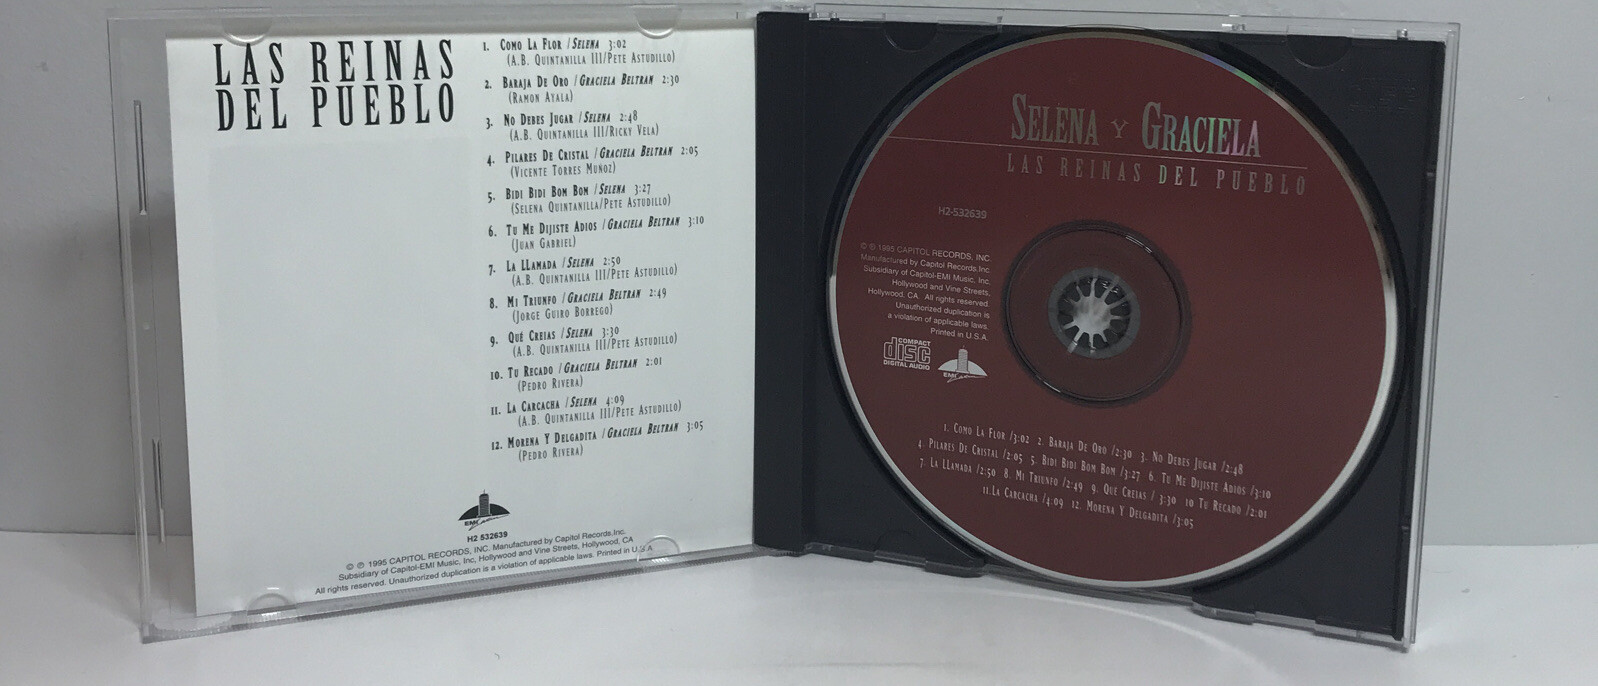 LAS REINAS
DEL PUEBLO
1. COMO LA FLOR / SELENA 3:02
(A.B. QUINTANILLA III/PETE ASTUDILLO)
2. BARAJA DE ORO / GRACIELA BELTRAN 2:30
(RAMON AYALA)
3. NO DEBES JUGAR / SELENA 2:48
(A.B. QUINTANILLA III/RICKY VELA)
4. PILARES DE CRISTAL / GRACIELA BELTRAN 2:05
(VICENTE TORRES MUÑOZ)
5. BIDI BIDI BOM BOM / SELENA 3:27
(SELENA QUINTANILLA/PETE ASTUDILLO)
6. TU ME DIJISTE ADIOS / GRACIELA BELTRAN 3:10
(JUAN GABRIEL)
7. LA LLAMADA / SELENA 2:50
(A.B. QUINTANILLA III/PETE ASTUDILLO)
8. MI TRIUNFO / GRACIELA BELTRAN 2:49
(JORGE GUIRO BORREGO)
9. QUÉ CREIAS / SELENA 3:30
(A.B. QUINTANILLA III/PETE ASTUDILLO)
10. TU RECADO / GRACIELA BELTRAN 2:01
(PEDRO RIVERA)
11. LA CARCACHA / SELENA 4:09
(A.B. QUINTANILLA III/PETE ASTUDILLO)
12. MORENA Y DELGADITA / GRACIELA BELTRAN 3:05
(PEDRO RIVERA)
EMI Latin
H2 532639
© ℗ 1995 CAPITOL RECORDS, INC. Manufactured by Capitol Records,Inc.
Subsidiary of Capitol-EMI Music, Inc, Hollywood and Vine Streets, Hollywood, CA
All rights reserved. Unauthorized duplication is a violation of applicable laws. Printed in U.S.A
SELENA Y GRACIELA
LAS REINAS DEL PUEBLO
H2-532639
© ℗ 1995 CAPITOL RECORDS, INC.
Manufactured by Capitol Records,Inc.
Subsidiary of Capitol-EMI Music, Inc,
Hollywood and Vine Streets,
Hollywood, CA. All rights reserved.
Unauthorized duplication is
a violation of applicable laws.
Printed in U.S.A.
COMPACT
disc
DIGITAL AUDIO
EMI Latin
1. COMO LA FLOR /3:02 2. BARAJA DE ORO /2:30 3. NO DEBES JUGAR /2:48
4. PILARES DE CRISTAL /2:05 5. BIDI BIDI BOM BOM /3:27 6. TU ME DIJISTE ADIOS /3:10
7. LA LLAMADA /2:50 8. MI TRIUNFO /2:49 9. QUE CREIAS / 3:30 10 TU RECADO /2:01
11.LA CARCACHA /4:09 12. MORENA Y DELGADITA /3:05